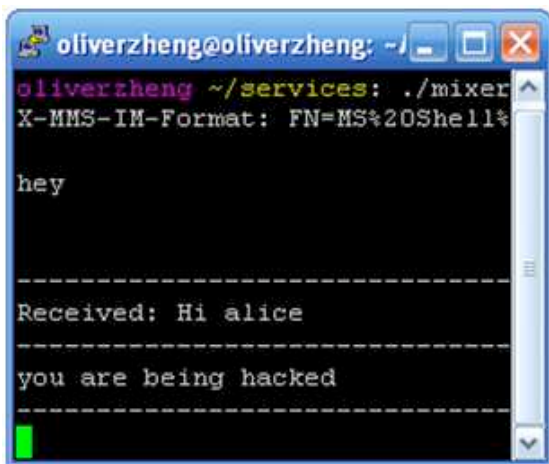 oliverzheng@oliverzheng: ~/
oliverzheng ~/services: ./mixer
X-MMS-IM-Format: FN=MS%20Shell%
hey
--------------------------------
Received: Hi alice
--------------------------------
you are being hacked
--------------------------------